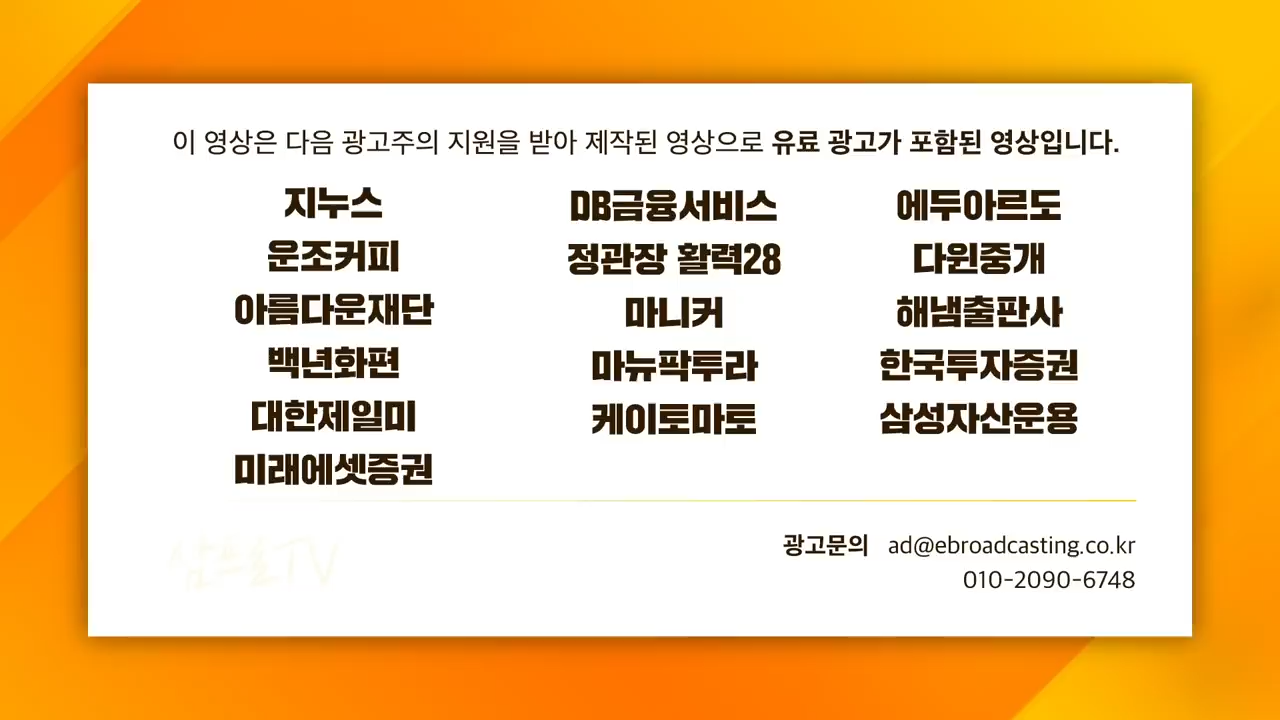 이 영상은 다음 광고주의 지원을 받아 제작된 영상으로 유료 광고가 포함된 영상입니다.
지누스
운조커피
아름다운재단
백년화편
대한제일미
미래에셋증권
DB금융서비스
정관장 활력28
마니커
마뉴팍투라
케이토마토
에두아르도
다윈중개
해냄출판사
한국투자증권
삼성자산운용
삼프로TV
광고문의 ad@ebroadcasting.co.kr
010-2090-6748